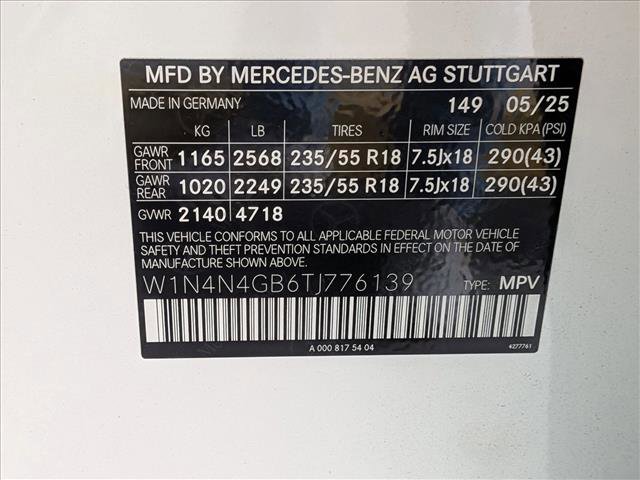 MFD BY MERCEDES-BENZ AG STUTTGART
MADE IN GERMANY 149 05/25
KG LB TIRES RIM SIZE COLD KPA (PSI)
GAWR FRONT 1165 2568 235/55 R18 7.5Jx18 290(43)
GAWR REAR 1020 2249 235/55 R18 7.5Jx18 290(43)
GVWR 2140 4718
THIS VEHICLE CONFORMS TO ALL APPLICABLE FEDERAL MOTOR VEHICLE
SAFETY AND THEFT PREVENTION STANDARDS IN EFFECT ON THE DATE OF
MANUFACTURE SHOWN ABOVE.
W1N4N4GB6TJ776139 TYPE: MPV
A 000 817 54 04 4277761